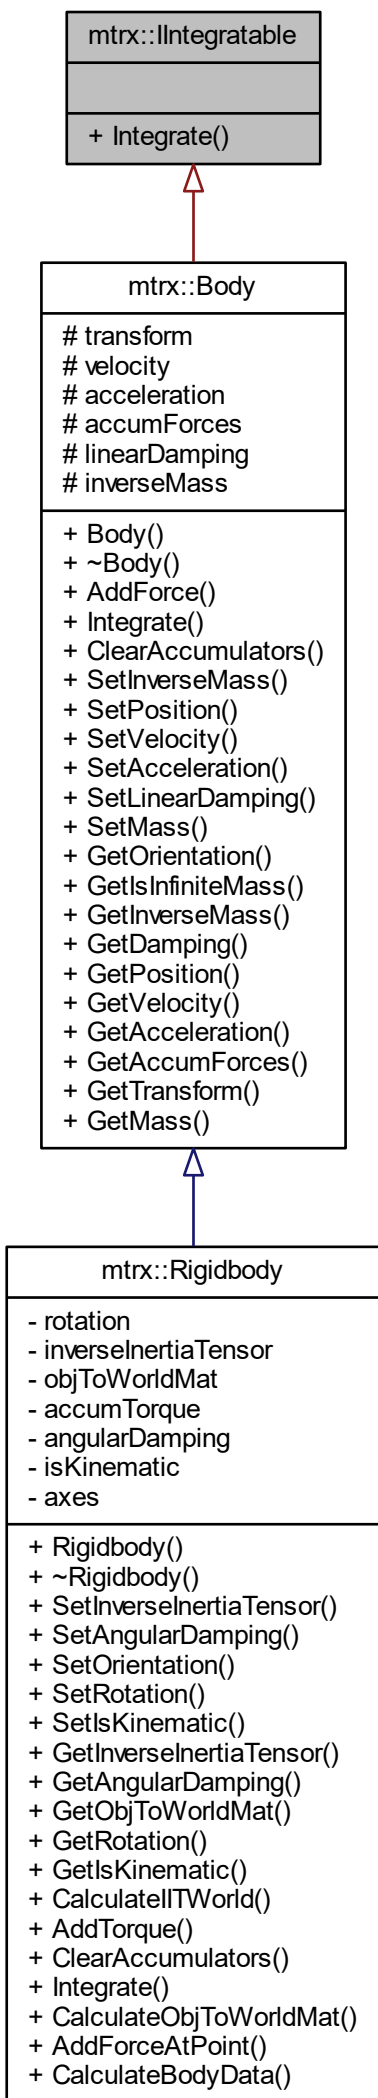 mtrx::IIntegratable
+ Integrate()
mtrx::Body
# transform
# velocity
# acceleration
# accumForces
# linearDamping
# inverseMass
+ Body()
+ ~Body()
+ AddForce()
+ Integrate()
+ ClearAccumulators()
+ SetInverseMass()
+ SetPosition()
+ SetVelocity()
+ SetAcceleration()
+ SetLinearDamping()
+ SetMass()
+ GetOrientation()
+ GetIsInfiniteMass()
+ GetInverseMass()
+ GetDamping()
+ GetPosition()
+ GetVelocity()
+ GetAcceleration()
+ GetAccumForces()
+ GetTransform()
+ GetMass()
mtrx::Rigidbody
- rotation
- inverseInertiaTensor
- objToWorldMat
- accumTorque
- angularDamping
- isKinematic
- axes
+ Rigidbody()
+ ~Rigidbody()
+ SetInverseInertiaTensor()
+ SetAngularDamping()
+ SetOrientation()
+ SetRotation()
+ SetIsKinematic()
+ GetInverseInertiaTensor()
+ GetAngularDamping()
+ GetObjToWorldMat()
+ GetRotation()
+ GetIsKinematic()
+ CalculateIITWorld()
+ AddTorque()
+ ClearAccumulators()
+ Integrate()
+ CalculateObjToWorldMat()
+ AddForceAtPoint()
+ CalculateBodyData()